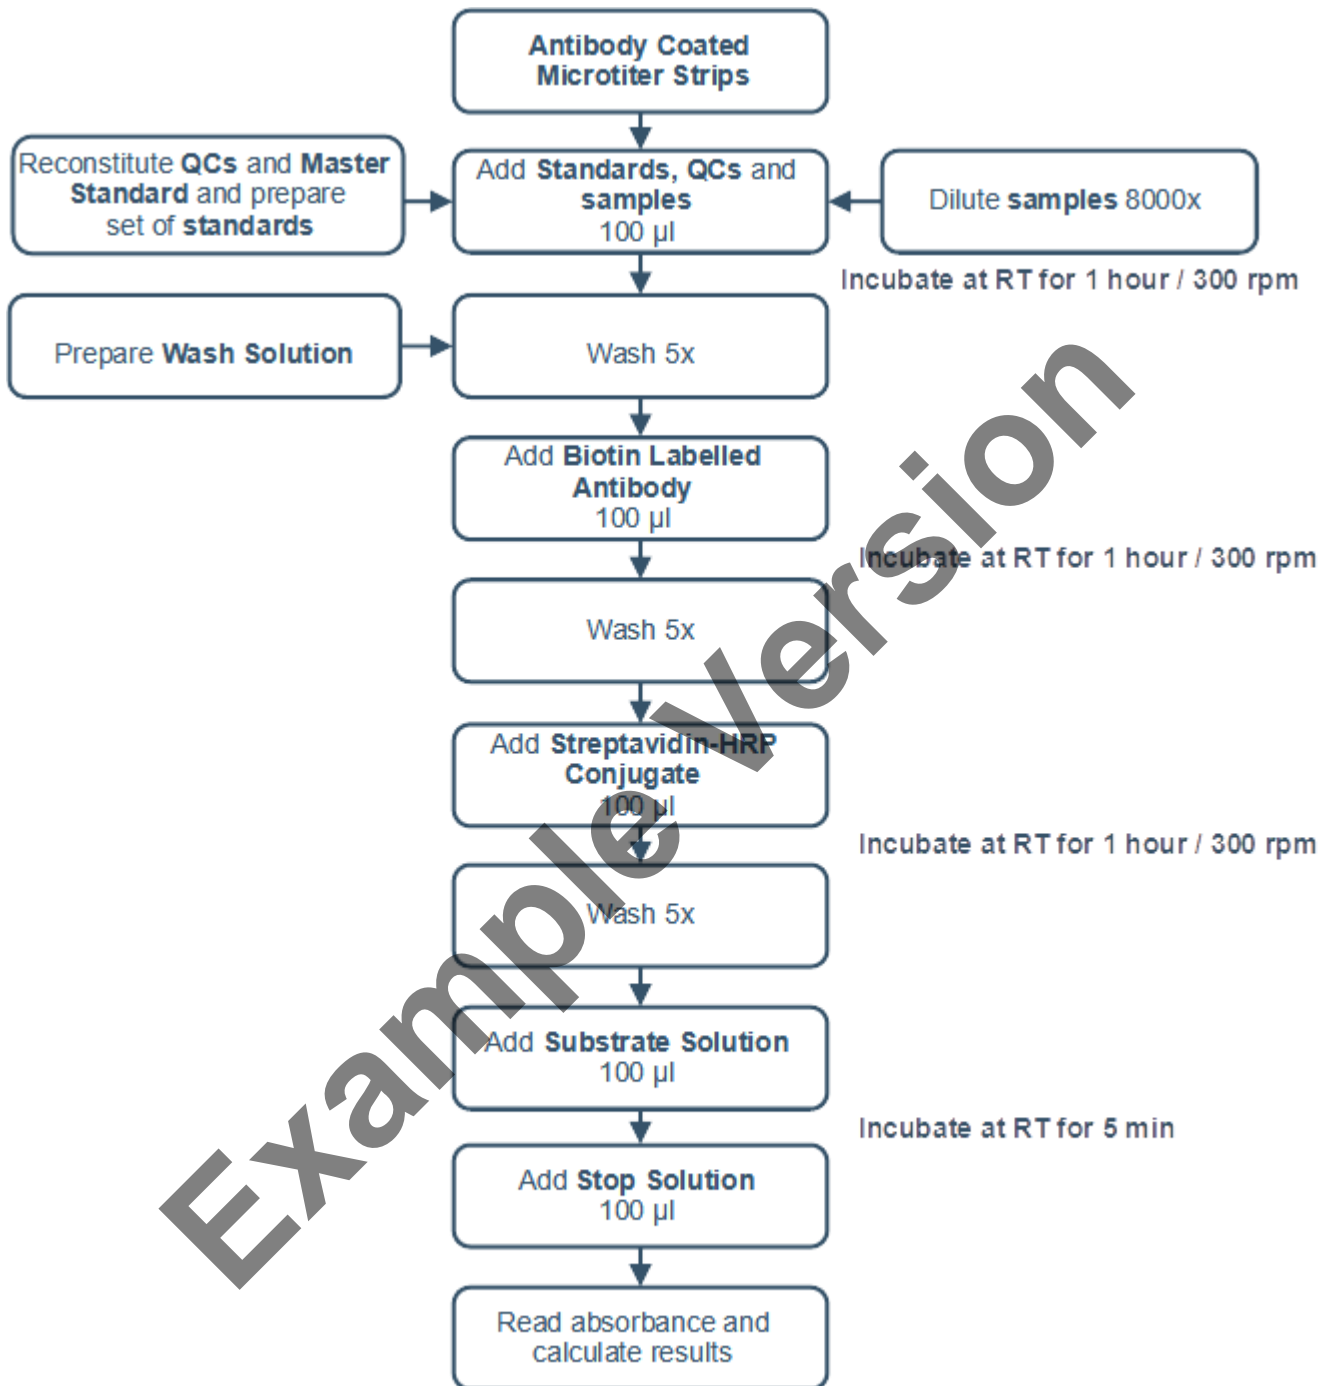 Antibody Coated
Microtiter Strips
Reconstitute QCs and Master
Standard and prepare
set of standards
Add Standards, QCs and
samples
100 µl
Dilute samples 8000x
Incubate at RT for 1 hour / 300 rpm
Prepare Wash Solution
Wash 5x
Add Biotin Labelled
Antibody
100 µl
Incubate at RT for 1 hour / 300 rpm
Wash 5x
Add Streptavidin-HRP
Conjugate
100 µl
Incubate at RT for 1 hour / 300 rpm
Wash 5x
Add Substrate Solution
100 µl
Incubate at RT for 5 min
Add Stop Solution
100 µl
Read absorbance and
calculate results
Example Version